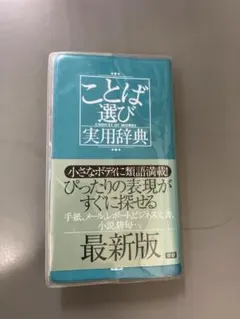 ことば
選び
実用辞典
小さなボディに類語満載!
ぴったりの表現が
すぐに探せる
手紙、メール、レポート、ビジネス文書、
小説、俳句…
最新版